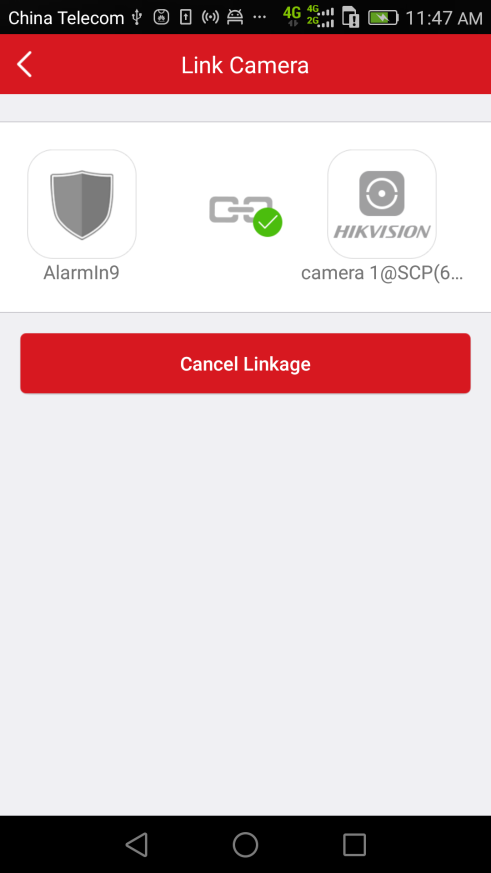 China Telecom
4G 4G 2G 11:47 AM
Link Camera
HIKVISION
AlarmIn9
camera 1@SCP(6...
Cancel Linkage